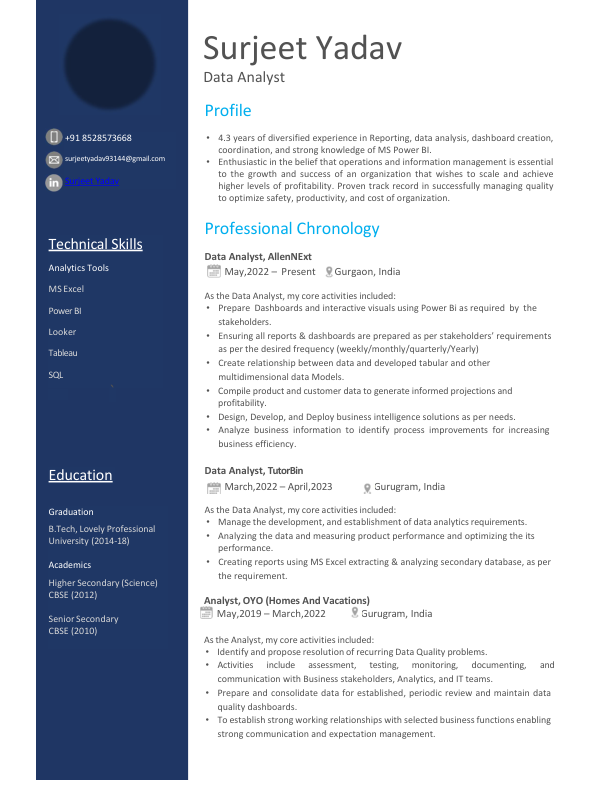 Surjeet Yadav
Data Analyst
+91 8528573668
surjeetyadav93144@gmail.com
Surjeet Yadav
Technical Skills
Analytics Tools
MS Excel
Power BI
Looker
Tableau
SQL
Education
Graduation
B.Tech, Lovely Professional
University (2014-18)
Academics
Higher Secondary (Science)
CBSE (2012)
Senior Secondary
CBSE (2010)
Profile
• 4.3 years of diversified experience in Reporting, data analysis, dashboard creation,
coordination, and strong knowledge of MS Power BI.
• Enthusiastic in the belief that operations and information management is essential
to the growth and success of an organization that wishes to scale and achieve
higher levels of profitability. Proven track record in successfully managing quality
to optimize safety, productivity, and cost of organization.
Professional Chronology
Data Analyst, AllenNExt
May,2022 – Present Gurgaon, India
As the Data Analyst, my core activities included:
• Prepare Dashboards and interactive visuals using Power Bi as required by the
stakeholders.
• Ensuring all reports & dashboards are prepared as per stakeholders' requirements
as per the desired frequency (weekly/monthly/quarterly/Yearly)
• Create relationship between data and developed tabular and other
multidimensional data Models.
• Compile product and customer data to generate informed projections and
profitability.
• Design, Develop, and Deploy business intelligence solutions as per needs.
• Analyze business information to identify process improvements for increasing
business efficiency.
Data Analyst, TutorBin
March,2022 – April,2023 Gurugram, India
As the Data Analyst, my core activities included:
• Manage the development, and establishment of data analytics requirements.
• Analyzing the data and measuring product performance and optimizing the its
performance.
• Creating reports using MS Excel extracting & analyzing secondary database, as per
the requirement.
Analyst, OYO (Homes And Vacations)
May,2019 – March,2022 Gurugram, India
As the Analyst, my core activities included:
• Identify and propose resolution of recurring Data Quality problems.
• Activities include assessment, testing, monitoring, documenting, and
communication with Business stakeholders, Analytics, and IT teams.
• Prepare and consolidate data for established, periodic review and maintain data
quality dashboards.
• To establish strong working relationships with selected business functions enabling
strong communication and expectation management.